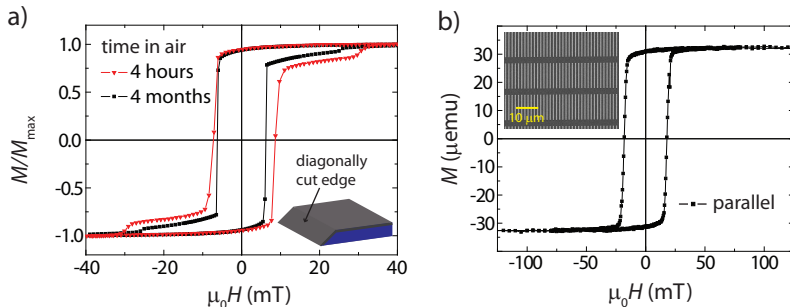 a)
time in air
4 hours
4 months
diagonally
cut edge
1.0
0.5
0.0
-0.5
-1.0
M/Mmax
-40
-20
0
20
40
μ0H (mT)
b)
10 μm
parallel
30
20
10
0
-10
-20
-30
M (μemu)
-100
-50
0
50
100
μ0H (mT)